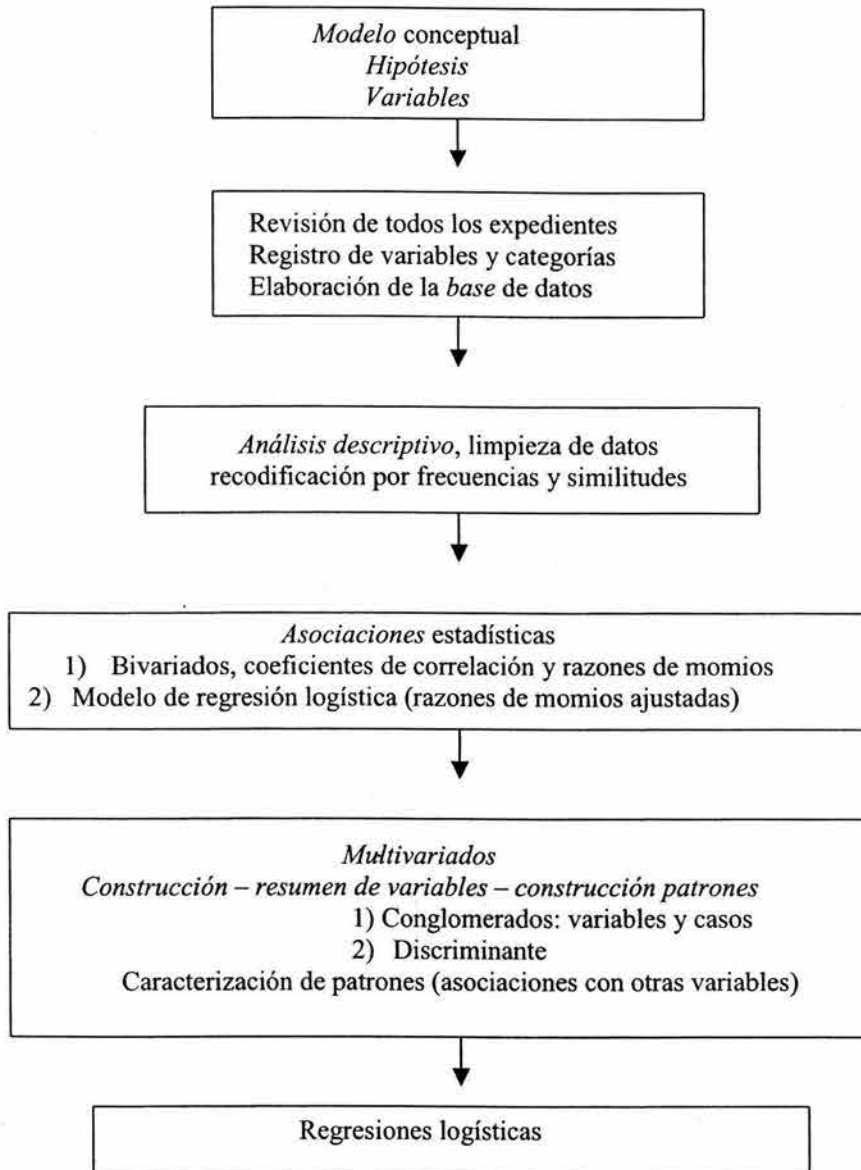 Modelo conceptual
Hipótesis
Variables
Revisión de todos los expedientes
Registro de variables y categorías
Elaboración de la base de datos
Análisis descriptivo, limpieza de datos
recodificación por frecuencias y similitudes
Asociaciones estadísticas
1) Bivariados, coeficientes de correlación y razones de momios
2) Modelo de regresión logística (razones de momios ajustadas)
Multivariados
Construcción – resumen de variables – construcción patrones
1) Conglomerados: variables y casos
2) Discriminante
Caracterización de patrones (asociaciones con otras variables)
Regresiones logísticas